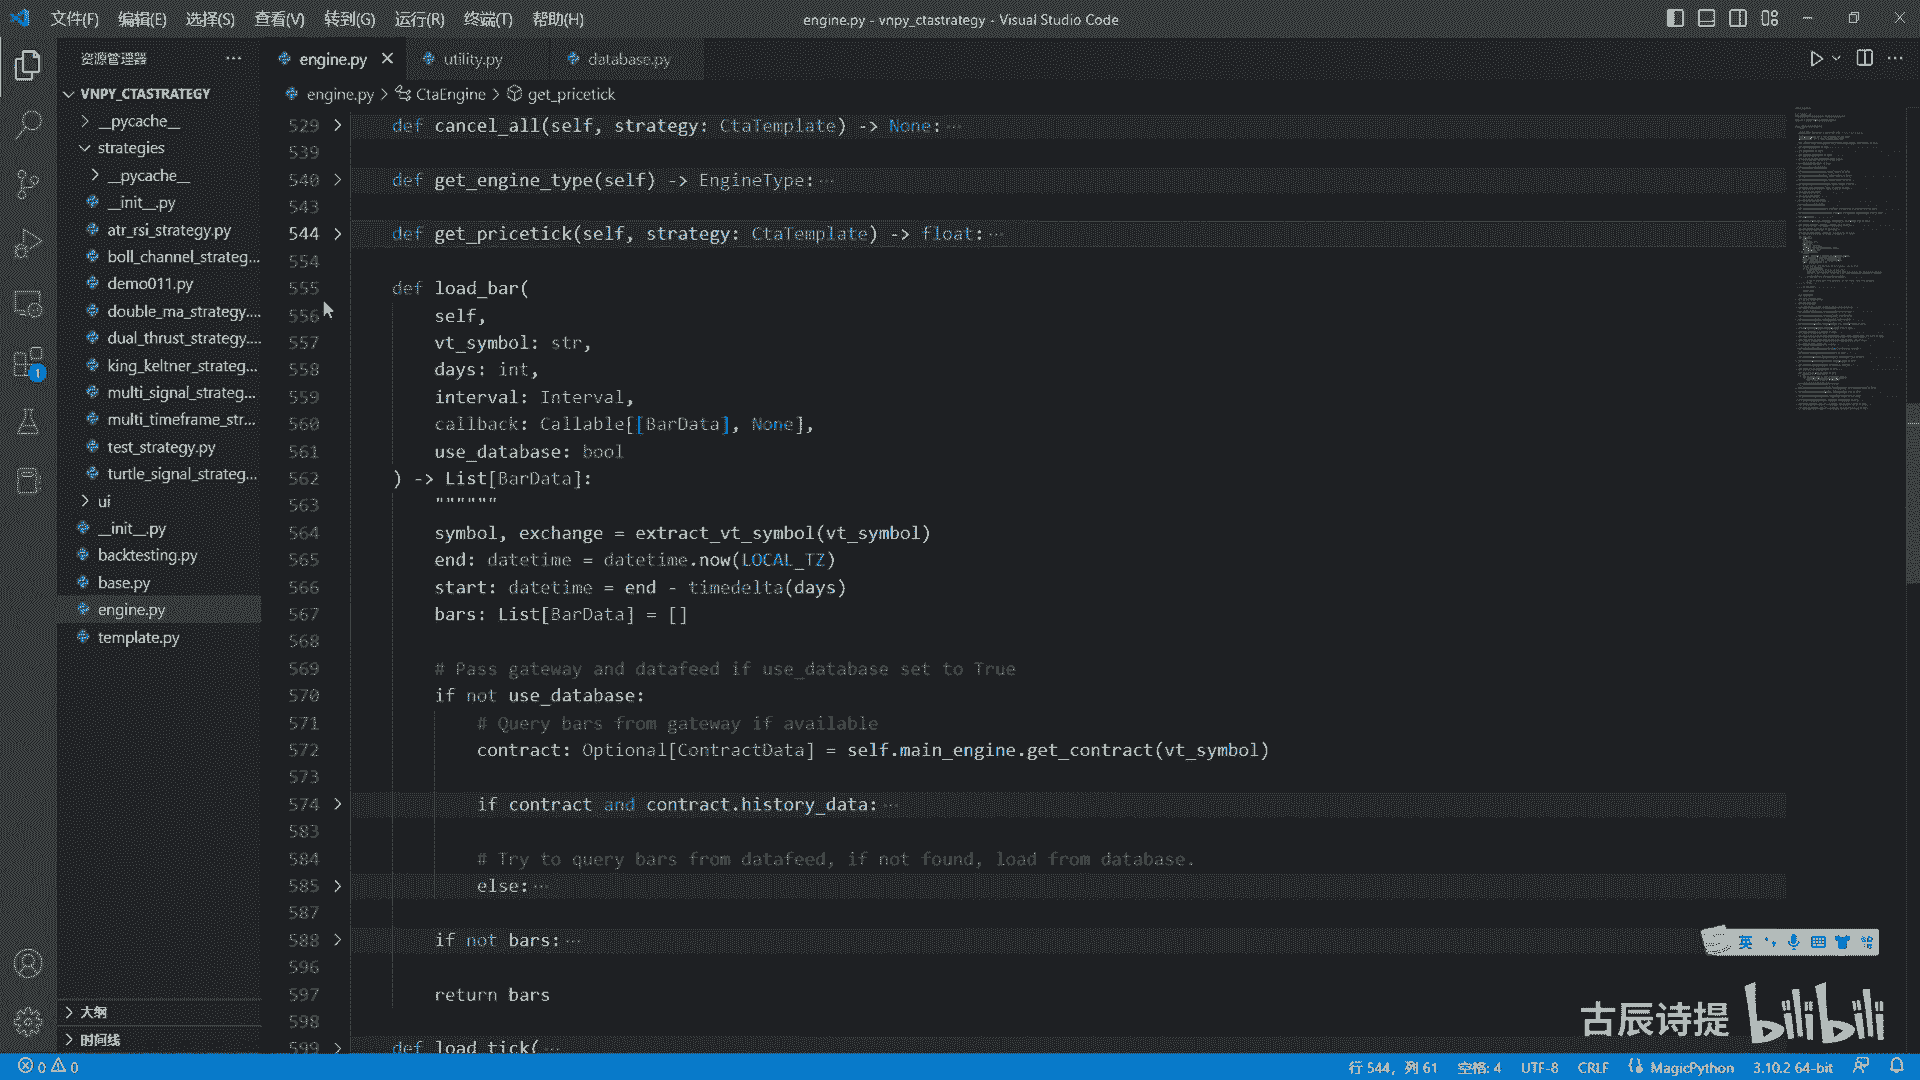 文件(F) 编辑(E) 选择(S) 查看(V) 转到(G) 运行(R) 终端(T) 帮助(H)
engine.py - vnpy_ctastrategy - Visual Studio Code
资源管理器 ···
engine.py utility.py database.py
engine.py > CtaEngine > get_pricetick
VNPY_CTASTRATEGY
__pycache__
strategies
__pycache__
__init__.py
atr_rsi_strategy.py
boll_channel_strateg...
demo011.py
double_ma_strategy....
dual_thrust_strategy....
king_keltner_strateg...
multi_signal_strateg...
multi_timeframe_str...
test_strategy.py
turtle_signal_strateg...
ui
__init__.py
backtesting.py
base.py
engine.py
template.py
大纲
时间线
529 def cancel_all(self, strategy: CtaTemplate) -> None: ···
539
540 def get_engine_type(self) -> EngineType: ···
543
544 def get_pricetick(self, strategy: CtaTemplate) -> float: ···
554
555 def load_bar(
556 self,
557 vt_symbol: str,
558 days: int,
559 interval: Interval,
560 callback: Callable[[BarData], None],
561 use_database: bool
562 ) -> List[BarData]:
563 """"""
564 symbol, exchange = extract_vt_symbol(vt_symbol)
565 end: datetime = datetime.now(LOCAL_TZ)
566 start: datetime = end - timedelta(days)
567 bars: List[BarData] = []
568
569 # Pass gateway and datafeed if use_database set to True
570 if not use_database:
571 # Query bars from gateway if available
572 contract: Optional[ContractData] = self.main_engine.get_contract(vt_symbol)
573
574 if contract and contract.history_data: ···
583
584 # Try to query bars from datafeed, if not found, load from database.
585 else: ···
587
588 if not bars: ···
596
597 return bars
598
599 def load_tick( ···
英
古辰诗提 bilibili
0 0 行 544, 列 61 空格: 4 UTF-8 CRLF MagicPython 3.10.2 64-bit
1